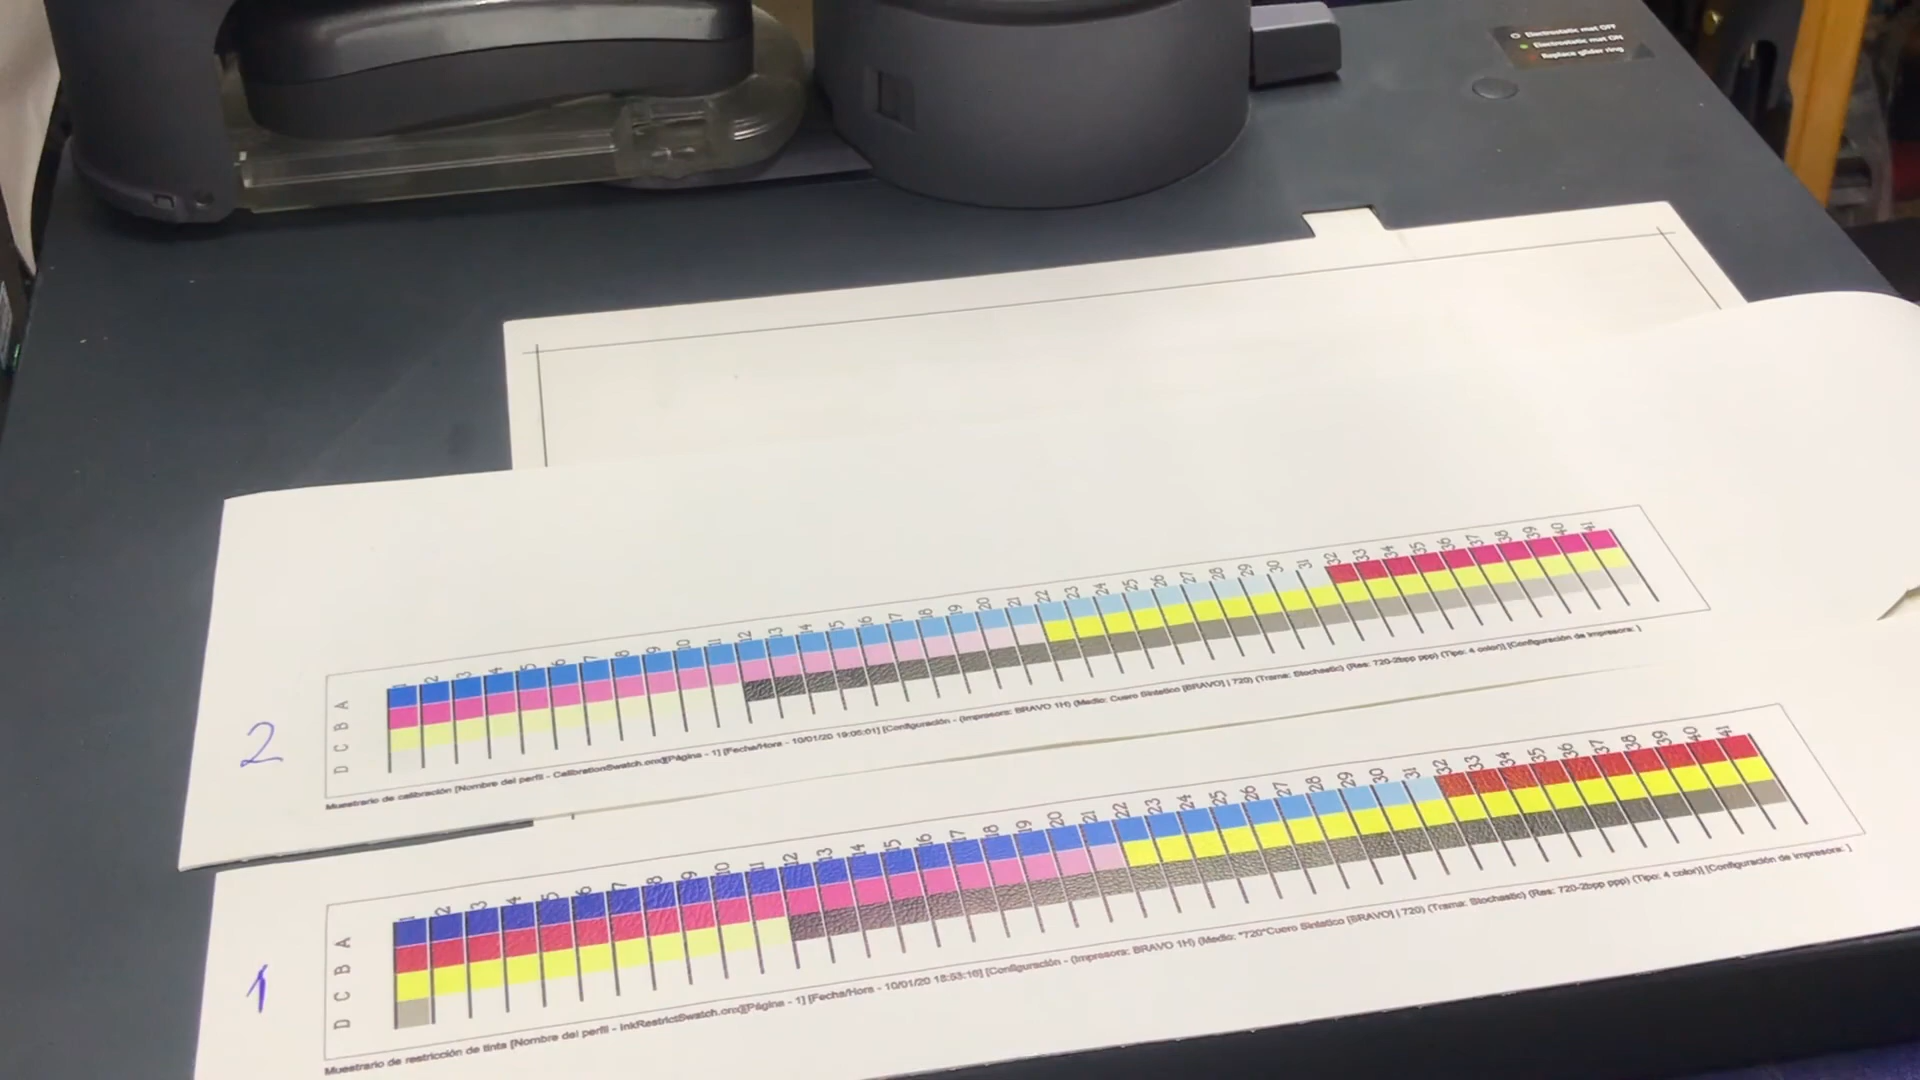 Electrostatic mat OFF
Electrostatic mat ON
Replace glider ring
1 2 3 4 5 6 7 8 9 10 11 12 13 14 15 16 17 18 19 20 21 22 23 24 25 26 27 28 29 30 31 32 33 34 35 36 37 38 39 40 41
D C B A
2
Muestrario de calibración [Nombre del perfil - CalibrationSwatch.oxm][Página - 1] [Fecha/Hora - 10/01/20 19:05:01] [Configuración - (Impresora: BRAVO 1H) (Medio: Cuero Sintetico [BRAVO] | 720) (Trama: Stochastic) (Res: 720-2bpp ppp) (Tipo: 4 color)] [Configuración de impresora: ]
1 2 3 4 5 6 7 8 9 10 11 12 13 14 15 16 17 18 19 20 21 22 23 24 25 26 27 28 29 30 31 32 33 34 35 36 37 38 39 40 41
D C B A
1
Muestrario de restricción de tinta [Nombre del perfil - InkRestrictSwatch.oxm][Página - 1] [Fecha/Hora - 10/01/20 18:53:16] [Configuración - (Impresora: BRAVO 1H) (Medio: "720"Cuero Sintetico [BRAVO] | 720) (Trama: Stochastic) (Res: 720-2bpp ppp) (Tipo: 4 color)] [Configuración de impresora: ]